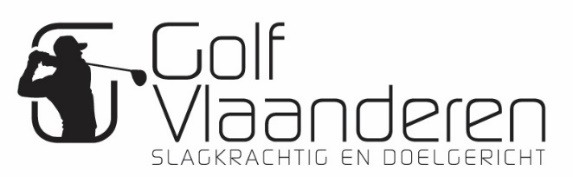 Golf
Vlaanderen
SLAGKRACHTIG EN DOELGERICHT